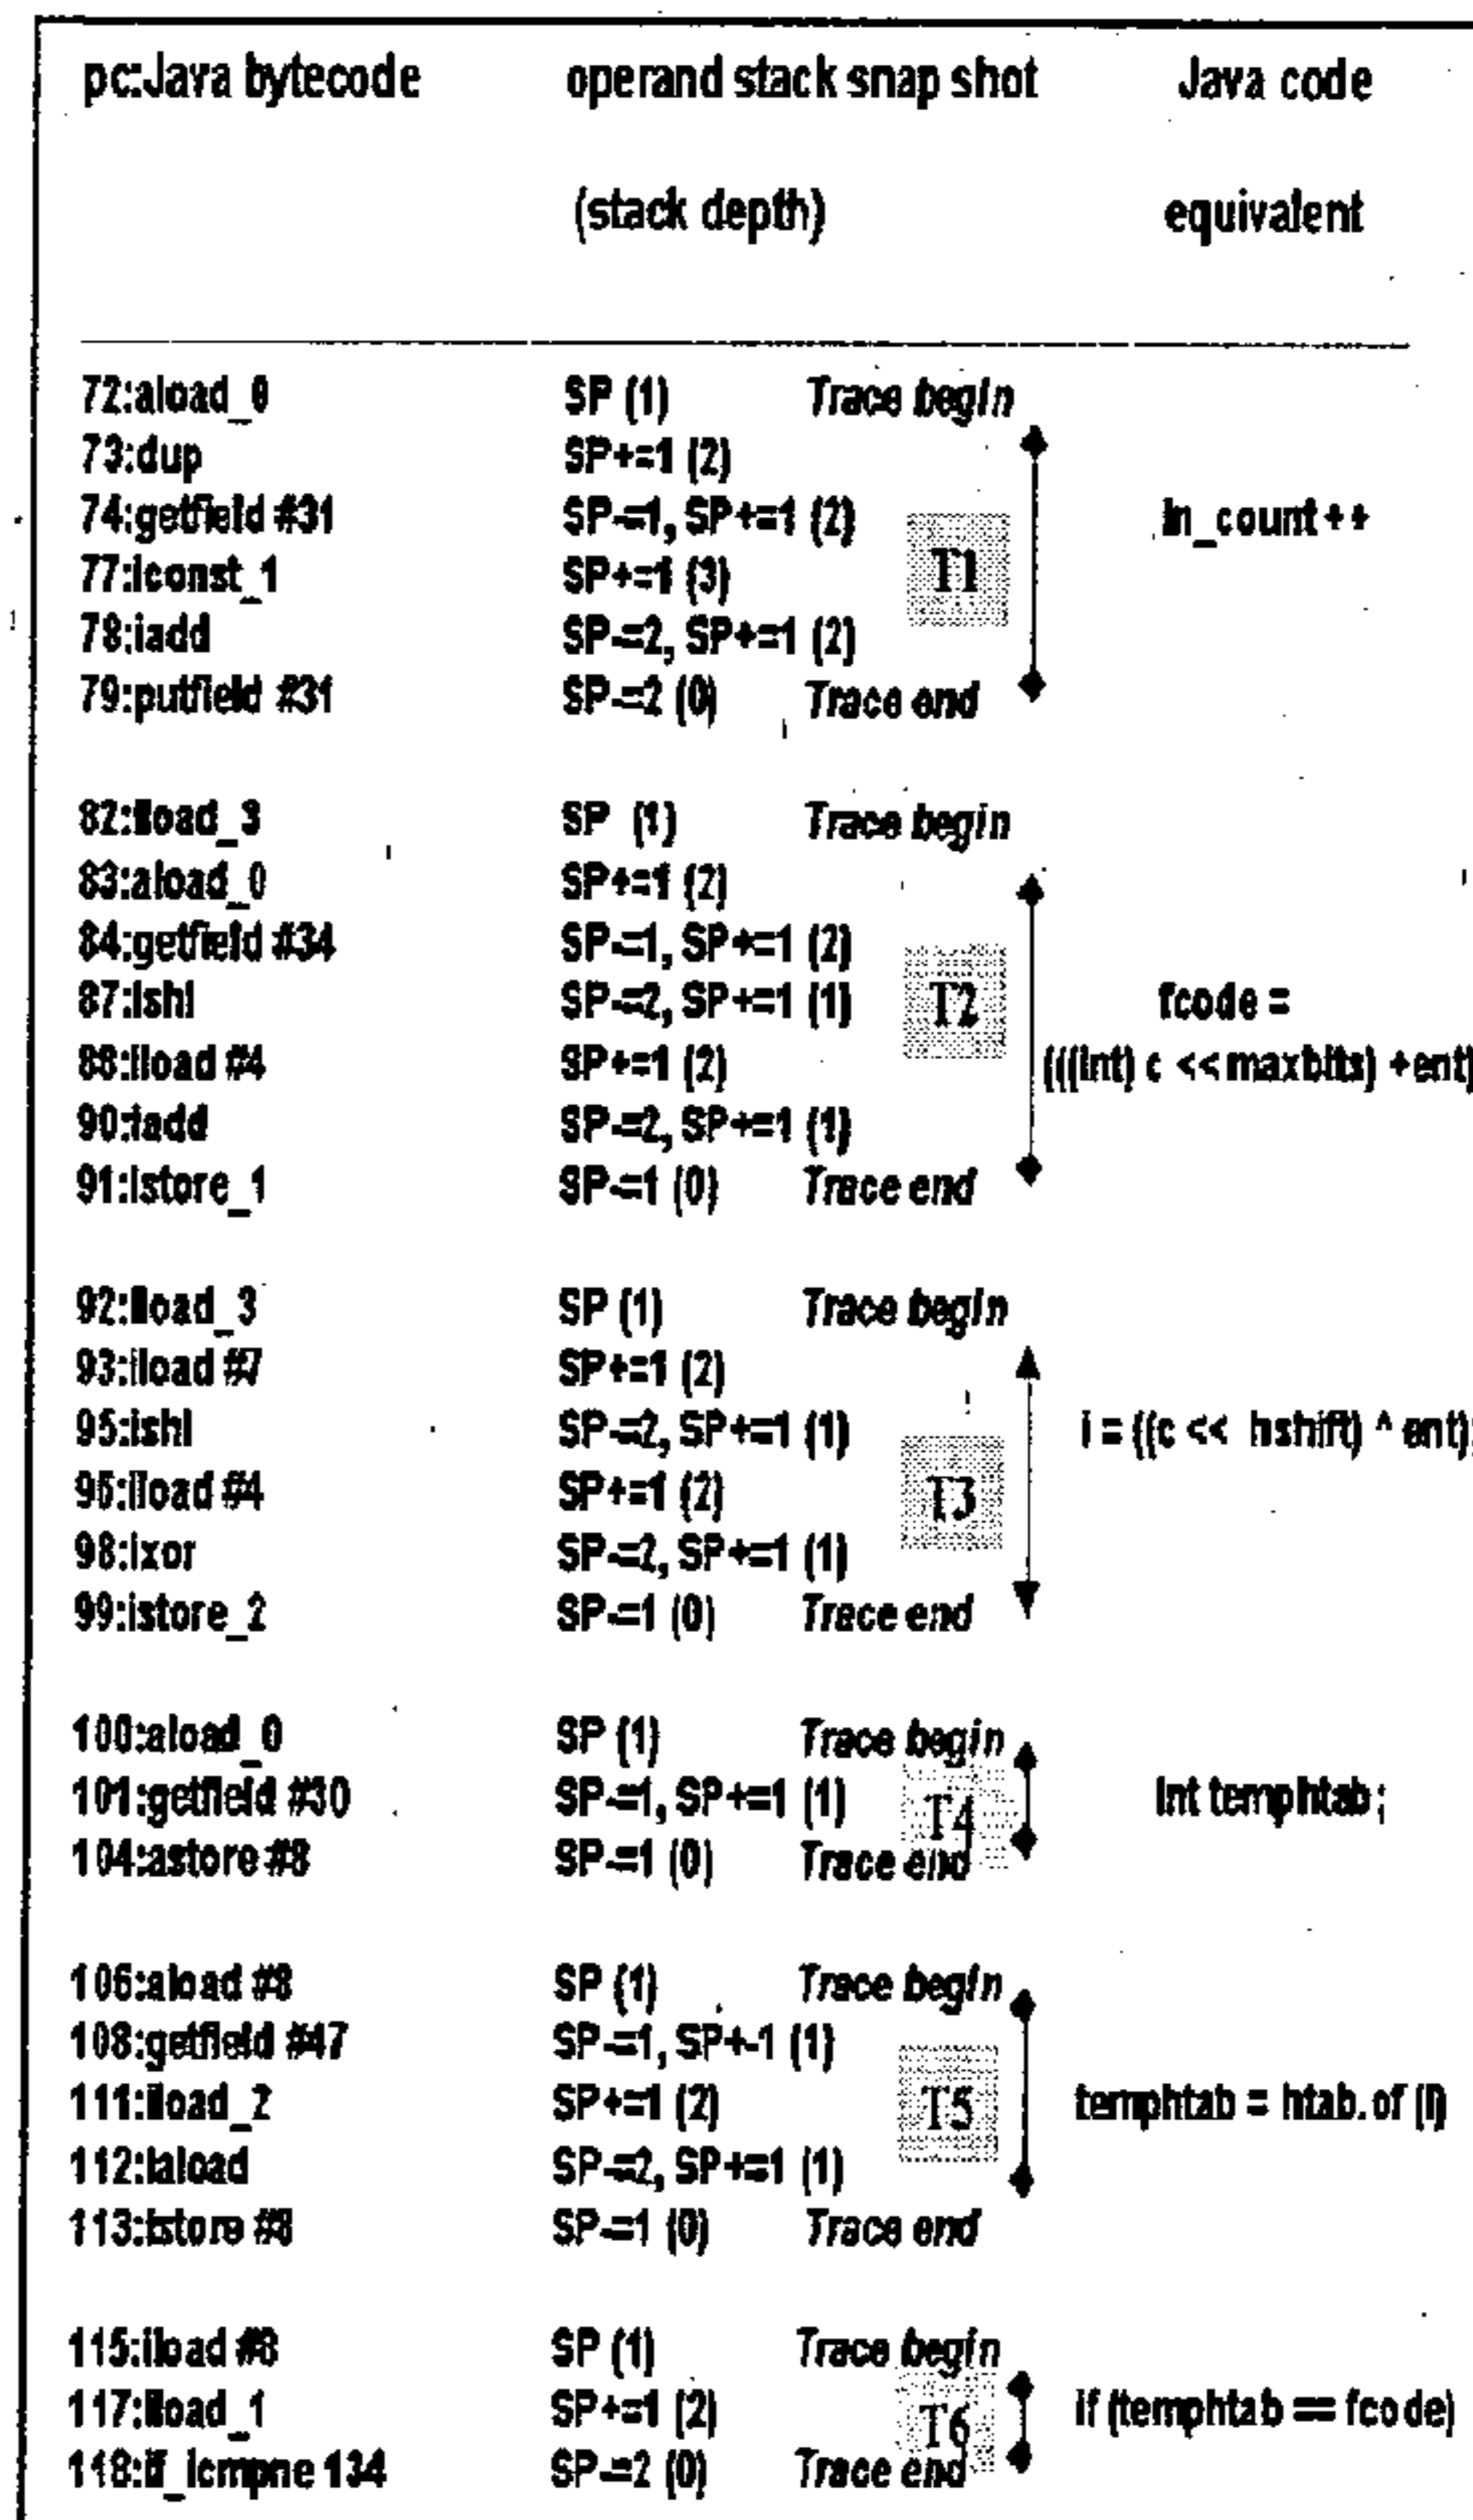 pc:Java bytecode operand stack snap shot Java code
(stack depth) equivalent
72:aload_0 SP (1) Trace begin
73:dup SP+=1 (2)
74:getfield #31 SP-=1, SP+=1 (2) in_count++
77:iconst_1 SP+=1 (3) T1
78:iadd SP-=2, SP+=1 (2)
79:putfield #31 SP-=2 (0) Trace end
82:iload_3 SP (1) Trace begin
83:aload_0 SP+=1 (2)
84:getfield #34 SP-=1, SP+=1 (2)
87:ishl SP-=2, SP+=1 (1) T2 fcode =
88:iload #4 SP+=1 (2) (((int) c << maxbits) +ent)
90:iadd SP-=2, SP+=1 (1)
91:istore_1 SP-=1 (0) Trace end
92:iload_3 SP (1) Trace begin
93:iload #7 SP+=1 (2)
95:ishl SP-=2, SP+=1 (1) i = ((c << hshift) ^ ent);
96:iload #4 SP+=1 (2) T3
98:ixor SP-=2, SP+=1 (1)
99:istore_2 SP-=1 (0) Trace end
100:aload_0 SP (1) Trace begin
101:getfield #30 SP-=1, SP+=1 (1) T4 Int temphtab;
104:astore #8 SP-=1 (0) Trace end
106:aload #8 SP (1) Trace begin
108:getfield #47 SP-=1, SP+-1 (1)
111:iload_2 SP+=1 (2) T5 temphtab = htab.of (i)
112:iaload SP-=2, SP+=1 (1)
113:istore #8 SP-=1 (0) Trace end
115:iload #8 SP (1) Trace begin
117:iload_1 SP+=1 (2) T6 if (temphtab == fcode)
118:if_icmpne 134 SP-=2 (0) Trace end